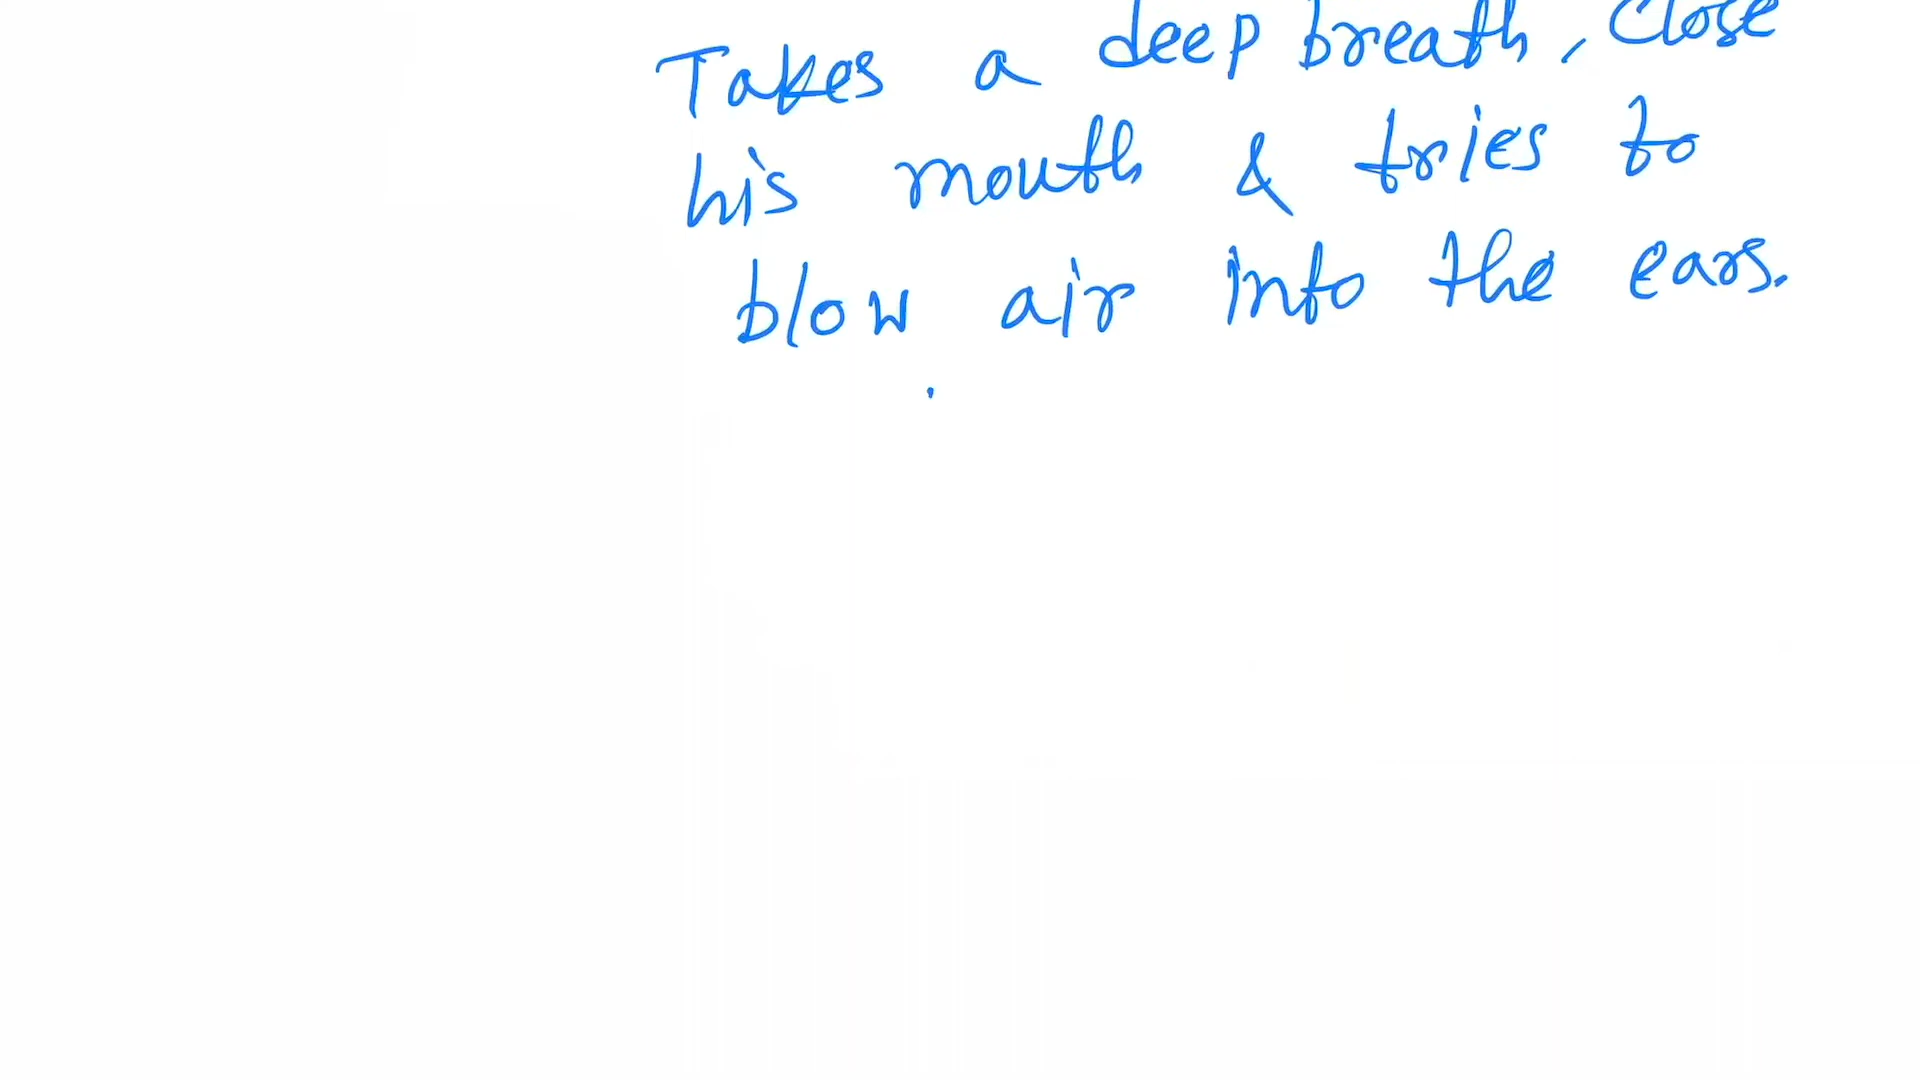 Takes a deep breath, Close
his mouth & tries to
blow air into the ears.